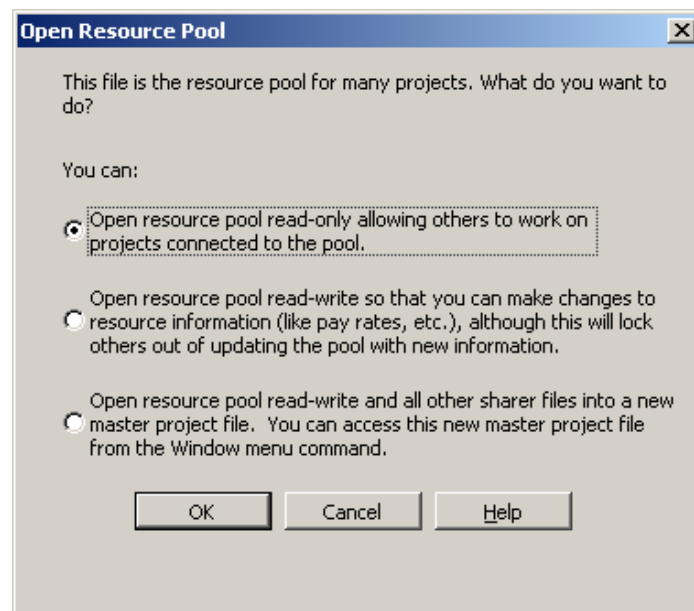 Open Resource Pool
This file is the resource pool for many projects. What do you want to
do?
You can:
Open resource pool read-only allowing others to work on
projects connected to the pool.
Open resource pool read-write so that you can make changes to
resource information (like pay rates, etc.), although this will lock
others out of updating the pool with new information.
Open resource pool read-write and all other sharer files into a new
master project file.  You can access this new master project file
from the Window menu command.
OK
Cancel
Help